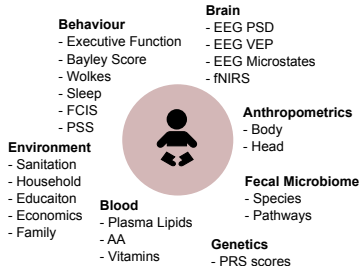 Behaviour
- Executive Function
- Bayley Score
- Wolkes
- Sleep
- FCIS
- PSS
Brain
- EEG PSD
- EEG VEP
- EEG Microstates
- fNIRS
Anthropometrics
- Body
- Head
Environment
- Sanitation
- Household
- Educaiton
- Economics
- Family
Blood
- Plasma Lipids
- AA
- Vitamins
Fecal Microbiome
- Species
- Pathways
Genetics
- PRS scores